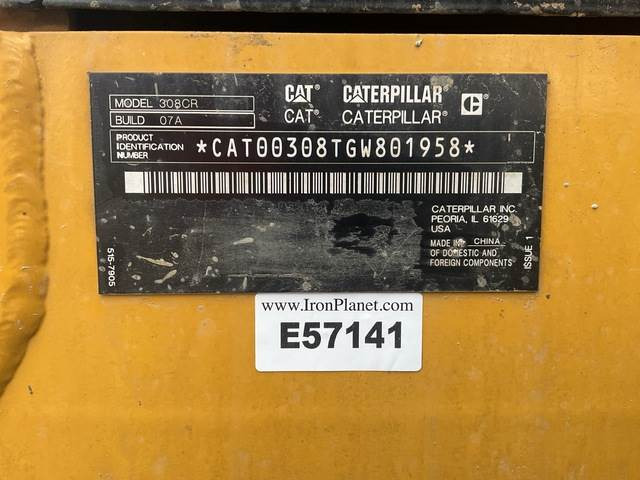 MODEL 308CR
BUILD 07A
CAT® CATERPILLAR® C
CAT® CATERPILLAR®
PRODUCT
IDENTIFICATION
NUMBER
*CAT00308TGW801958*
CATERPILLAR INC.
PEORIA, IL 61629
USA
MADE IN CHINA
OF DOMESTIC AND
FOREIGN COMPONENTS
ISSUE 1
515-7905
www.IronPlanet.com
E57141